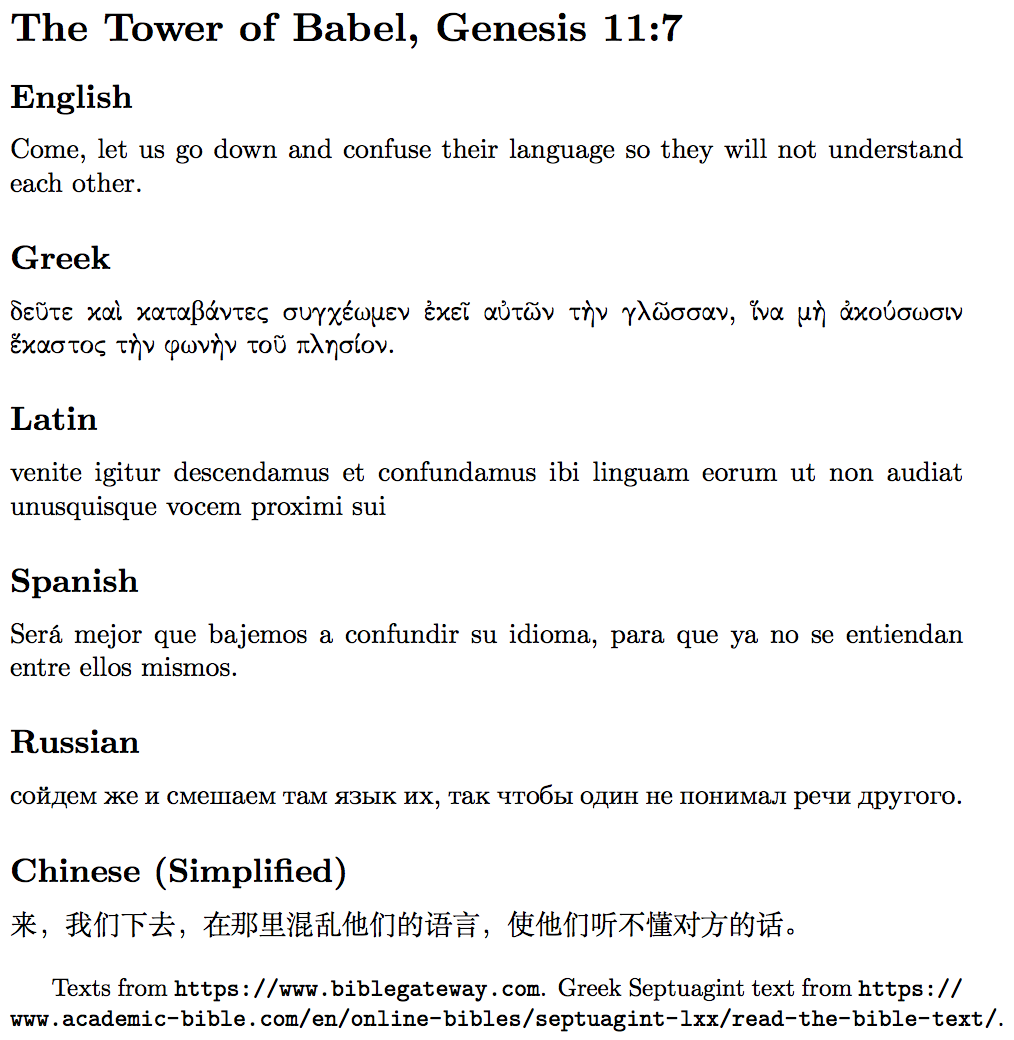 The Tower of Babel, Genesis 11:7
English
Come, let us go down and confuse their language so they will not understand
each other.
Greek
δεῦτε καὶ καταβάντες συγχέωμεν ἐκεῖ αὐτῶν τὴν γλῶσσαν, ἵνα μὴ ἀκούσωσιν
ἕκαστος τὴν φωνὴν τοῦ πλησίον.
Latin
venite igitur descendamus et confundamus ibi linguam eorum ut non audiat
unusquisque vocem proximi sui
Spanish
Será mejor que bajemos a confundir su idioma, para que ya no se entiendan
entre ellos mismos.
Russian
сойдем же и смешаем там язык их, так чтобы один не понимал речи другого.
Chinese (Simplified)
来，我们下去，在那里混乱他们的语言，使他们听不懂对方的话。
Texts from https://www.biblegateway.com. Greek Septuagint text from https://
www.academic-bible.com/en/online-bibles/septuagint-lxx/read-the-bible-text/.